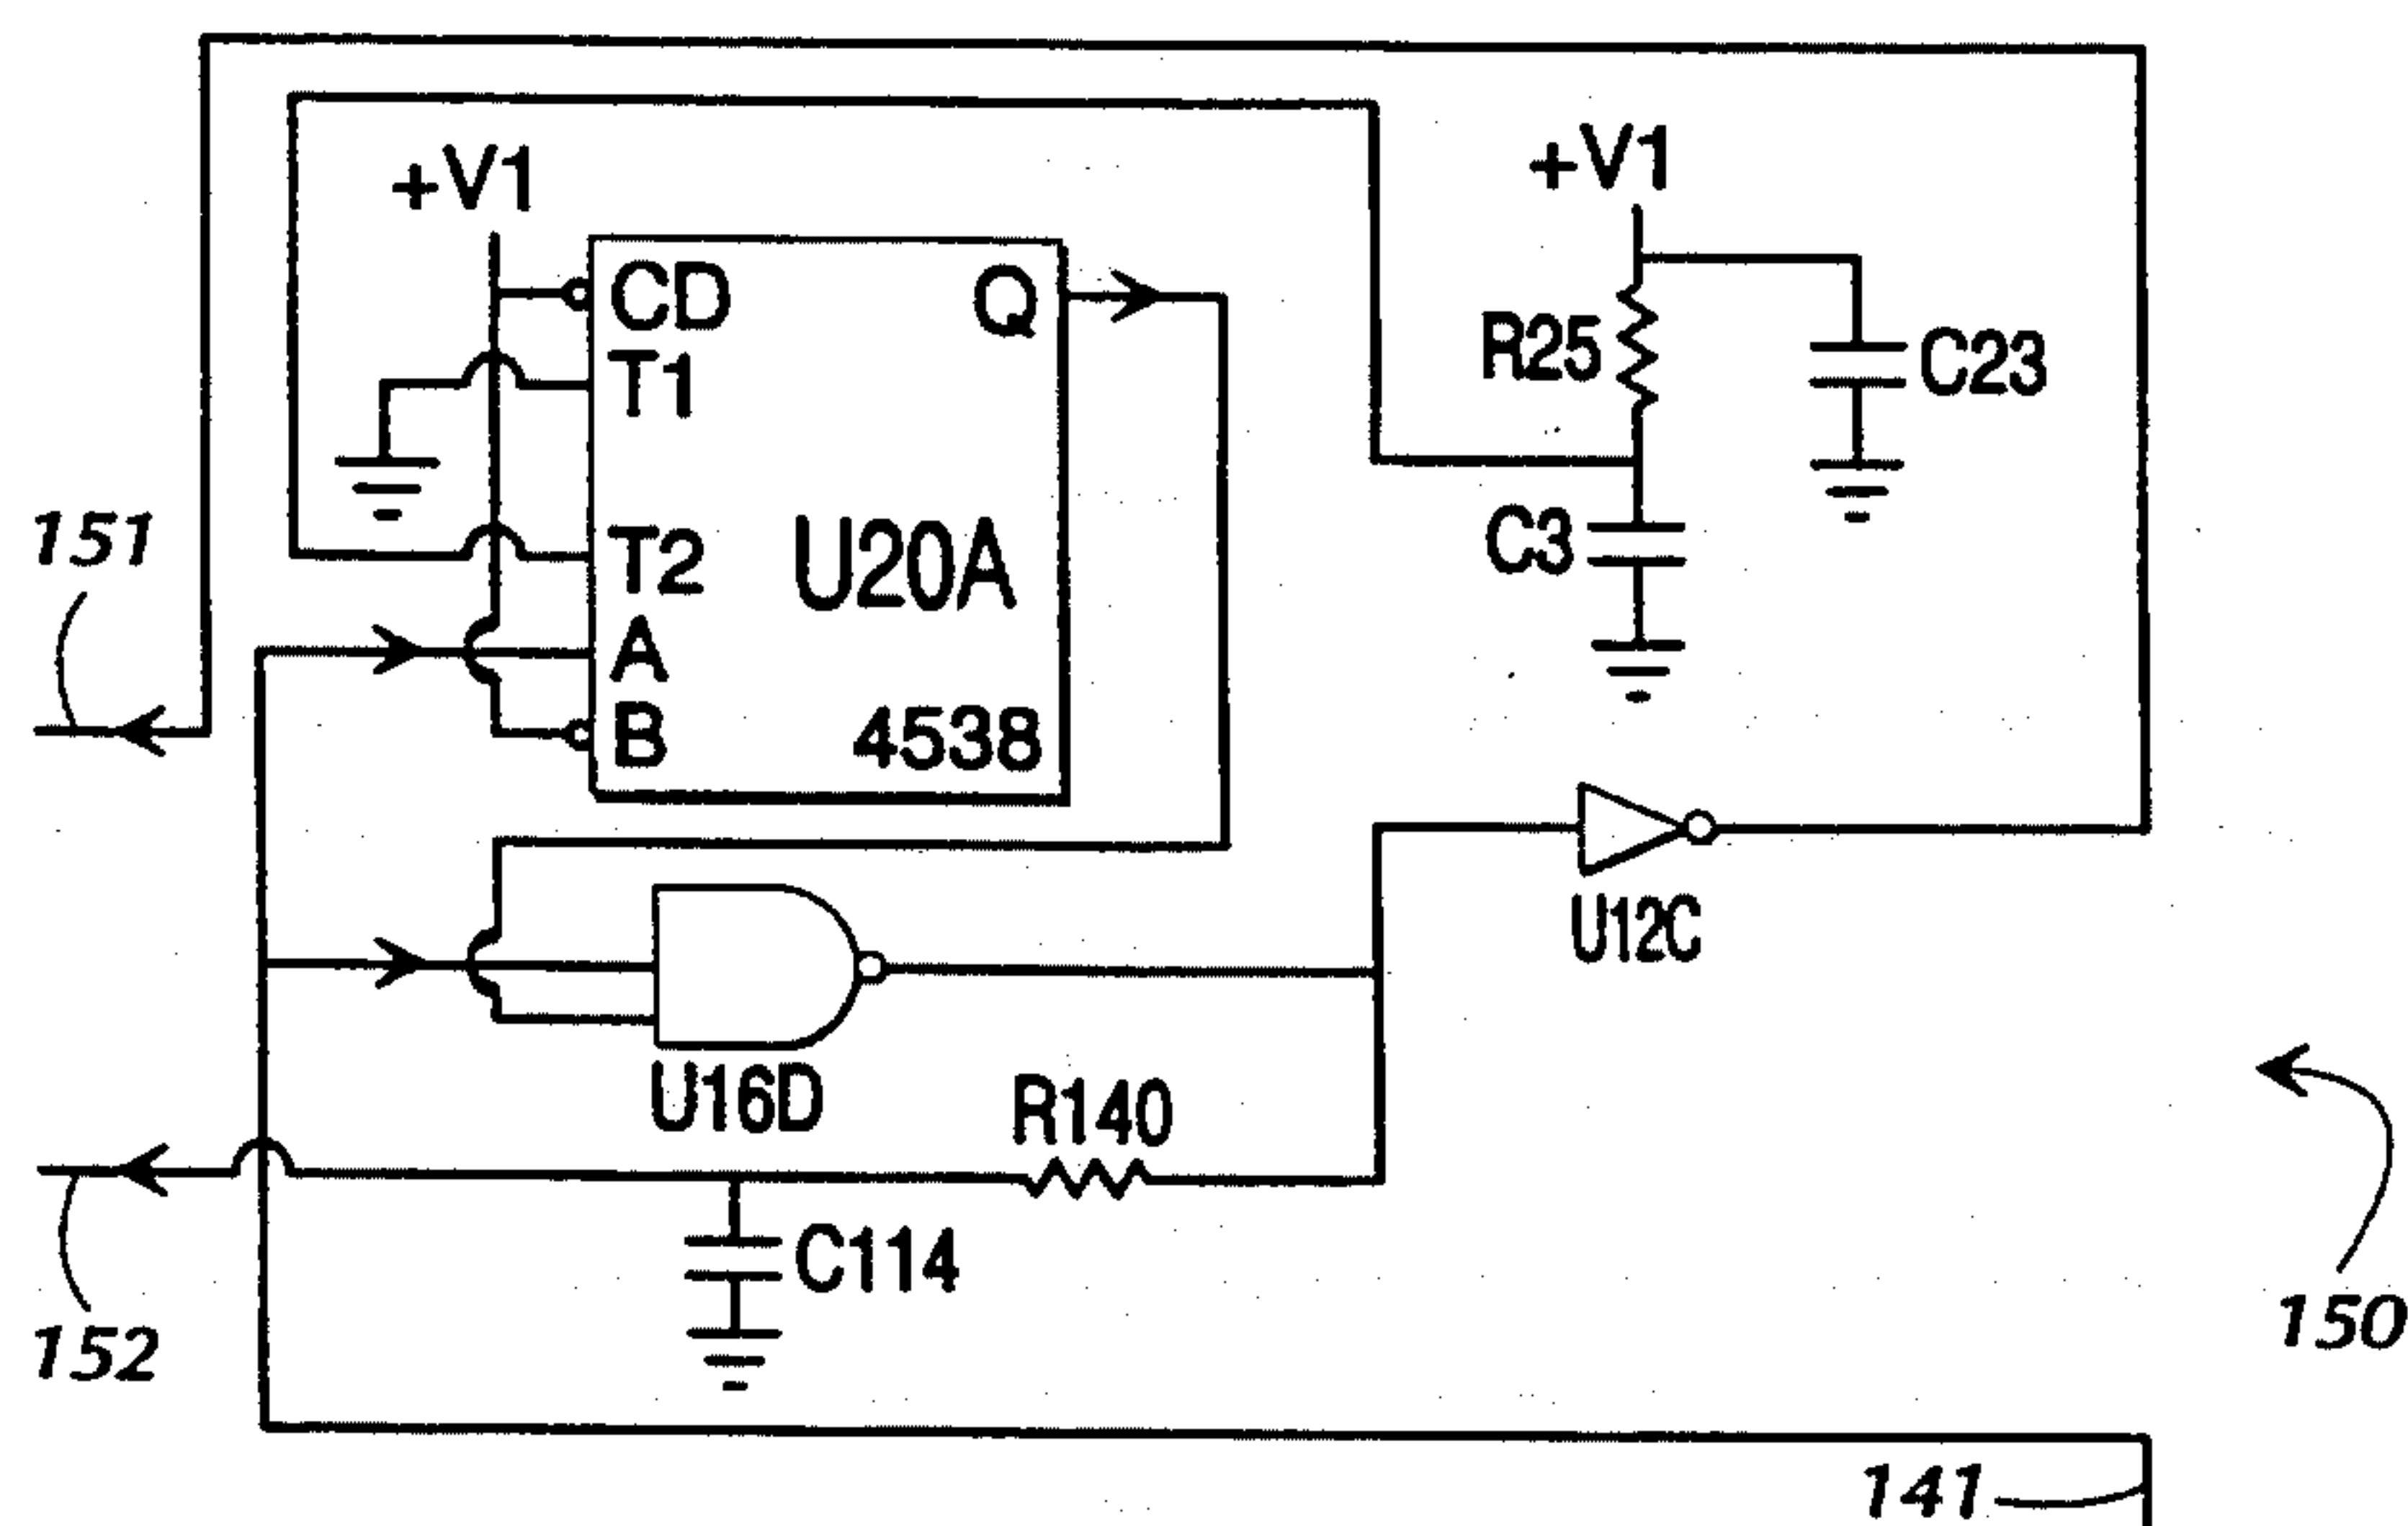 +V1
+V1
CD
Q
T1
R25
C23
151
T2
U20A
C3
A
B
4538
U12C
U16D
R140
C114
152
150
141